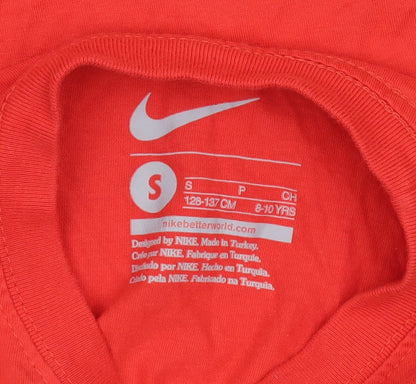 S
S P CH
128-137 CM 8-10 YRS
nikebetterworld.com
Designed by NIKE. Made in Turkey.
Créé par NIKE. Fabriqué en Turquie.
Diseñado por NIKE. Hecho en Turquía.
Criado pela NIKE. Fabricado na Turquia.